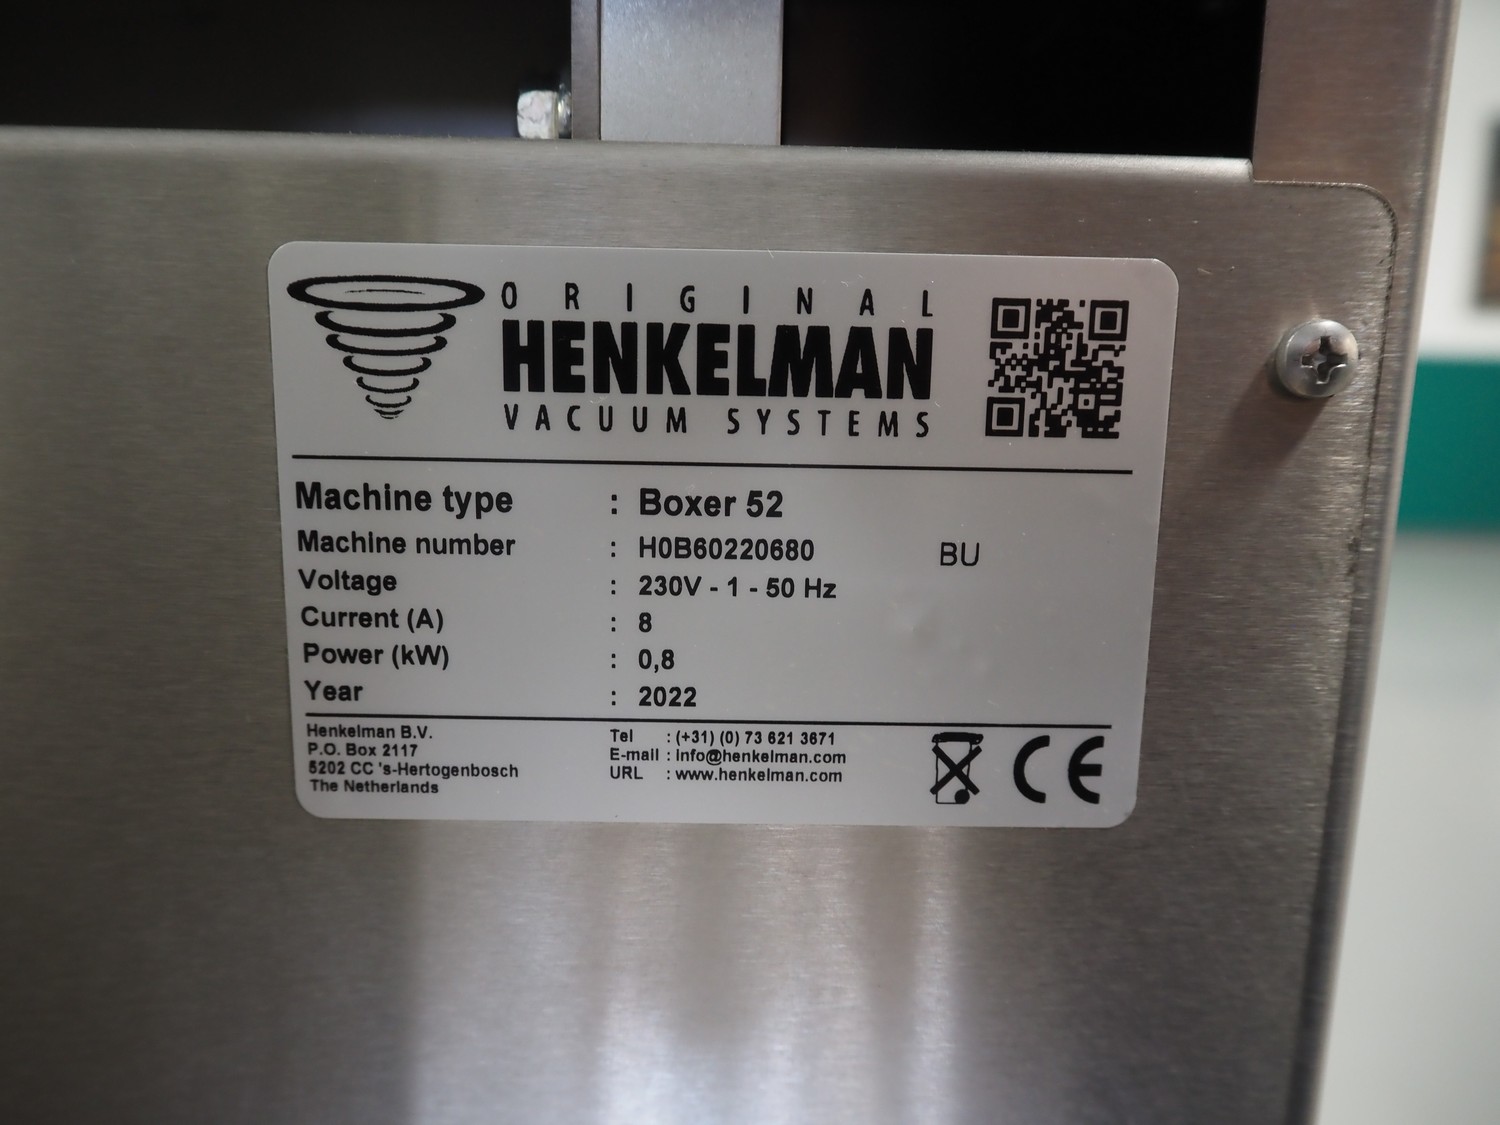 ORIGINAL
HENKELMAN
VACUUM SYSTEMS
Machine type : Boxer 52
Machine number : H0B60220680 BU
Voltage : 230V - 1 - 50 Hz
Current (A) : 8
Power (kW) : 0,8
Year : 2022
Henkelman B.V.
P.O. Box 2117
5202 CC 's-Hertogenbosch
The Netherlands
Tel : (+31) (0) 73 621 3671
E-mail : info@henkelman.com
URL : www.henkelman.com
CE